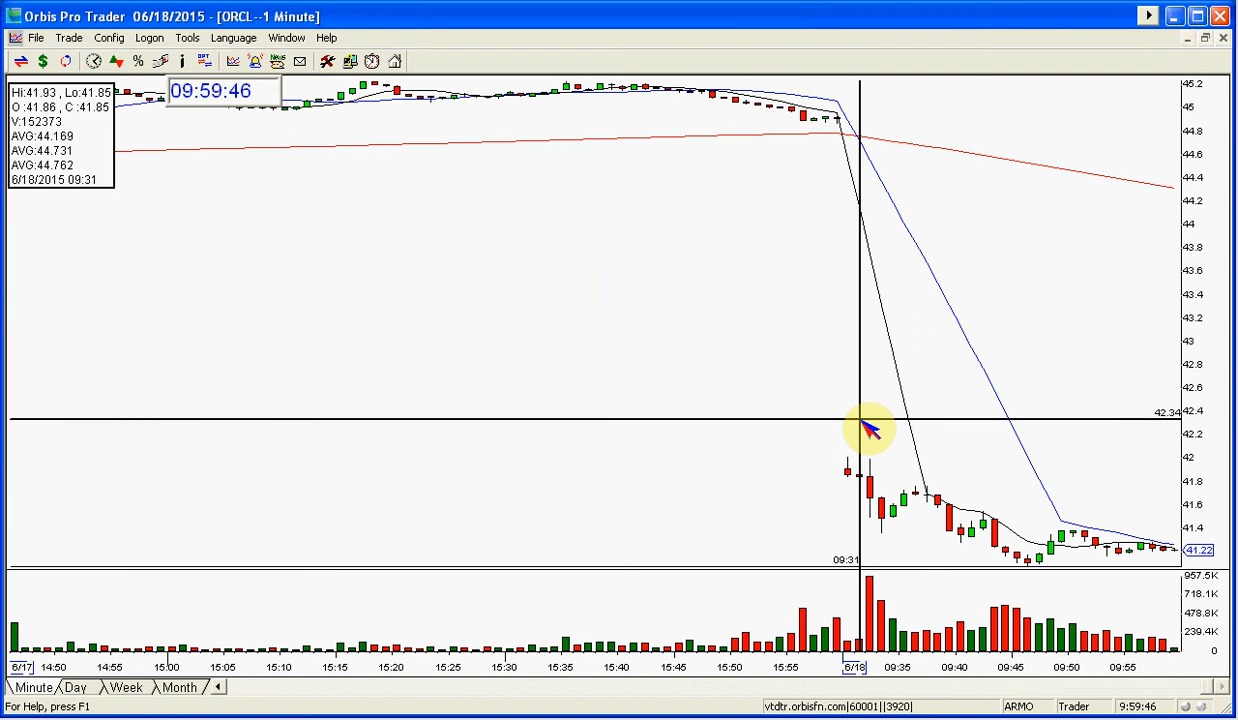 Orbis Pro Trader 06/18/2015 - [ORCL--1 Minute]
File Trade Config Logon Tools Language Window Help
Hi:41.93 , Lo:41.85
O :41.86 , C :41.85
V:152373
AVG:44.169
AVG:44.731
AVG:44.762
6/18/2015 09:31
09:59:46
45.2
45
44.8
44.6
44.4
44.2
44
43.8
43.6
43.4
43.2
43
42.8
42.6
42.4
42.34
42.2
42
41.8
41.6
41.4
41.22
09:31
957.5K
718.1K
478.8K
239.4K
0
6/17 14:50 14:55 15:00 15:05 15:10 15:15 15:20 15:25 15:30 15:35 15:40 15:45 15:50 15:55 6/18 09:35 09:40 09:45 09:50 09:55
Minute Day Week Month
For Help, press F1
vtdtr.orbisfn.com|60001||3920| ARMO Trader 9:59:46